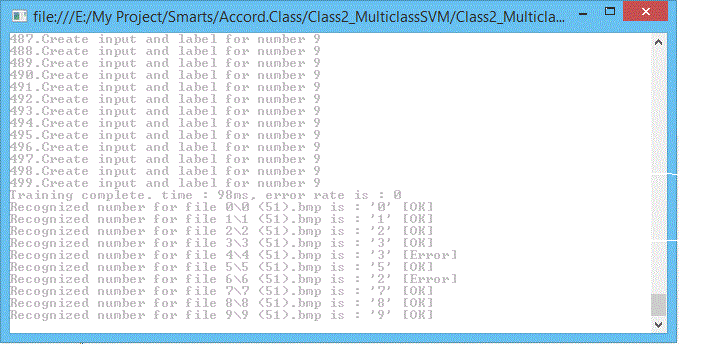 file:///E:/My Project/Smarts/Accord.Class/Class2_MulticlassSVM/Class2_Multicla...
487.Create input and label for number 9
488.Create input and label for number 9
489.Create input and label for number 9
490.Create input and label for number 9
491.Create input and label for number 9
492.Create input and label for number 9
493.Create input and label for number 9
494.Create input and label for number 9
495.Create input and label for number 9
496.Create input and label for number 9
497.Create input and label for number 9
498.Create input and label for number 9
499.Create input and label for number 9
Training complete. time : 98ms, error rate is : 0
Recognized number for file 0\0 (51).bmp is : '0' [OK]
Recognized number for file 1\1 (51).bmp is : '1' [OK]
Recognized number for file 2\2 (51).bmp is : '2' [OK]
Recognized number for file 3\3 (51).bmp is : '3' [OK]
Recognized number for file 4\4 (51).bmp is : '3' [Error]
Recognized number for file 5\5 (51).bmp is : '5' [OK]
Recognized number for file 6\6 (51).bmp is : '2' [Error]
Recognized number for file 7\7 (51).bmp is : '7' [OK]
Recognized number for file 8\8 (51).bmp is : '8' [OK]
Recognized number for file 9\9 (51).bmp is : '9' [OK]